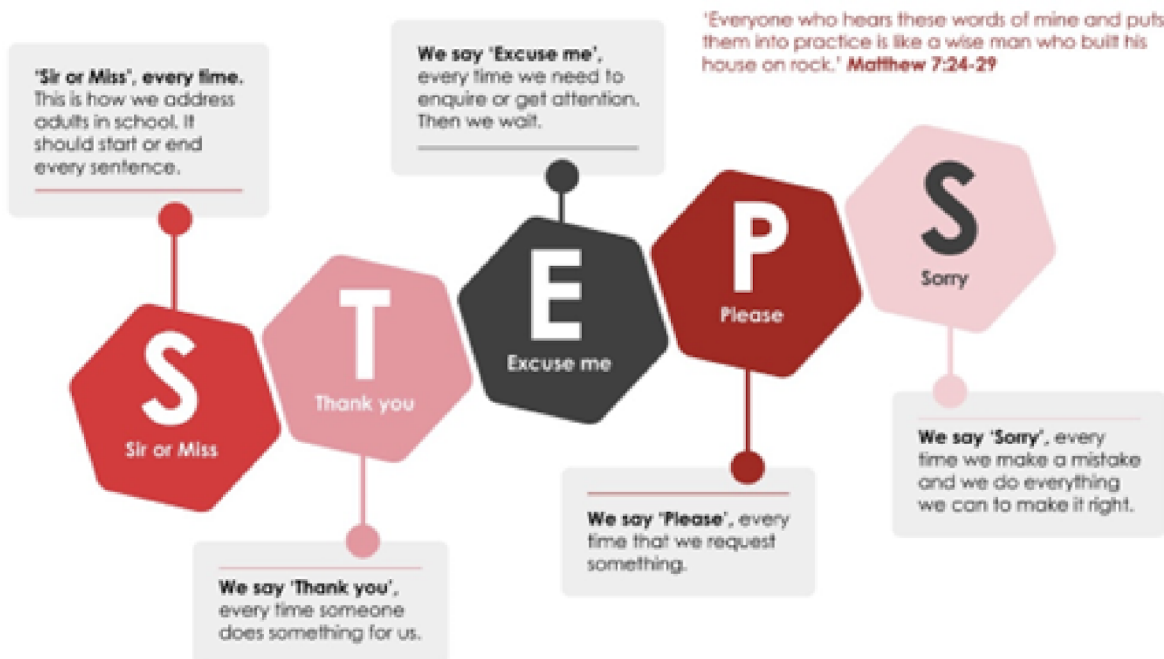 'Everyone who hears these words of mine and puts
them into practice is like a wise man who built his
house on rock.' Matthew 7:24-29
'Sir or Miss', every time.
This is how we address
adults in school. It
should start or end
every sentence.
We say 'Excuse me',
every time we need to
enquire or get attention.
Then we wait.
S
Sir or Miss
T
Thank you
E
Excuse me
P
Please
S
Sorry
We say 'Thank you',
every time someone
does something for us.
We say 'Please', every
time that we request
something.
We say 'Sorry', every
time we make a mistake
and we do everything
we can to make it right.